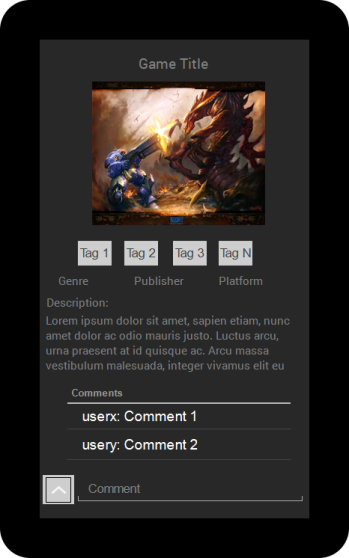 Game Title
Tag 1 Tag 2 Tag 3 Tag N
Genre Publisher Platform
Description:
Lorem ipsum dolor sit amet, sapien etiam, nunc
amet dolor ac odio mauris justo. Luctus arcu,
urna praesent at id quisque ac. Arcu massa
vestibulum malesuada, integer vivamus elit eu
Comments
userx: Comment 1
usery: Comment 2
Comment